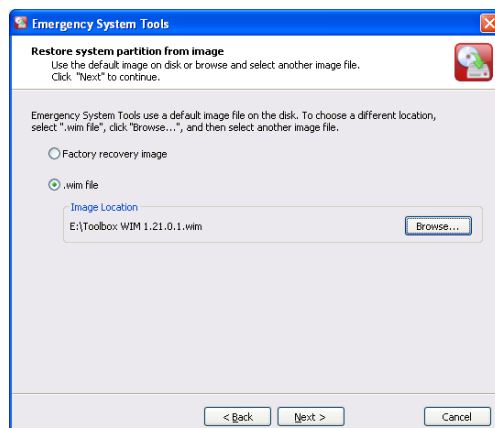 Emergency System Tools
Restore system partition from image
Use the default image on disk or browse and select another image file.
Click "Next" to continue.
Emergency System Tools use a default image file on the disk. To choose a different location,
select ".wim file", click "Browse...", and then select another image file.
Factory recovery image
.wim file
Image Location
E:\Toolbox WIM 1.21.0.1.wim
Browse...
< Back
Next >
Cancel